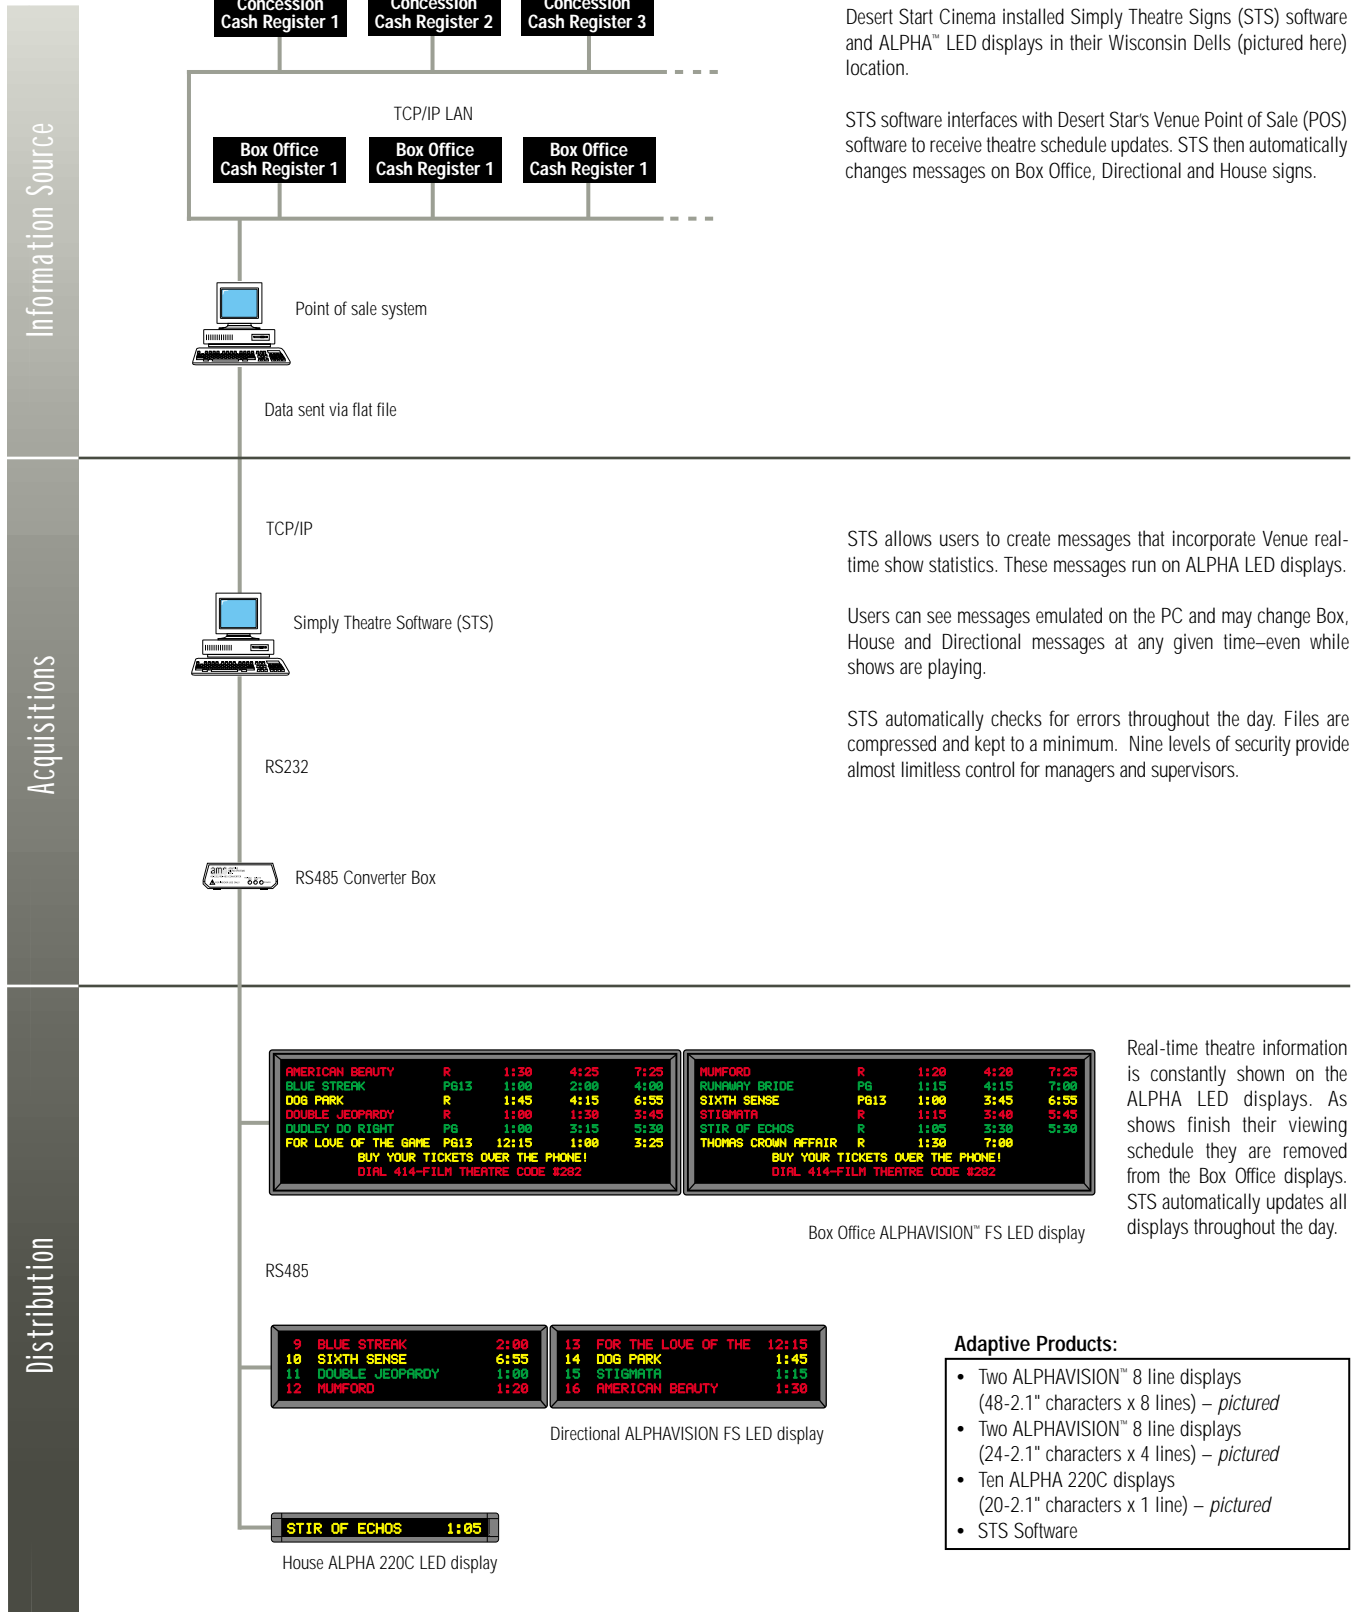 Information Source
Concession
Cash Register 1
Concession
Cash Register 2
Concession
Cash Register 3
TCP/IP LAN
Box Office
Cash Register 1
Box Office
Cash Register 1
Box Office
Cash Register 1
Point of sale system
Data sent via flat file
Desert Start Cinema installed Simply Theatre Signs (STS) software
and ALPHA™ LED displays in their Wisconsin Dells (pictured here)
location.
STS software interfaces with Desert Star's Venue Point of Sale (POS)
software to receive theatre schedule updates. STS then automatically
changes messages on Box Office, Directional and House signs.
Acquisitions
TCP/IP
Simply Theatre Software (STS)
RS232
RS485 Converter Box
STS allows users to create messages that incorporate Venue real-
time show statistics. These messages run on ALPHA LED displays.
Users can see messages emulated on the PC and may change Box,
House and Directional messages at any given time–even while
shows are playing.
STS automatically checks for errors throughout the day. Files are
compressed and kept to a minimum. Nine levels of security provide
almost limitless control for managers and supervisors.
Distribution
AMERICAN BEAUTY R 1:30 4:25 7:25
BLUE STREAK PG13 1:00 2:00 4:00
DOG PARK R 1:45 4:15 6:55
DOUBLE JEOPARDY R 1:00 1:30 3:45
DUDLEY DO RIGHT PG 1:00 3:15 5:30
FOR LOVE OF THE GAME PG13 12:15 1:00 3:25
BUY YOUR TICKETS OVER THE PHONE!
DIAL 414-FILM THEATRE CODE #282
MUMFORD R 1:20 4:20 7:25
RUNAWAY BRIDE PG 1:15 4:15 7:00
SIXTH SENSE PG13 1:00 3:45 6:55
STIGMATA R 1:15 3:40 5:45
STIR OF ECHOS R 1:05 3:30 5:30
THOMAS CROWN AFFAIR R 1:30 7:00
BUY YOUR TICKETS OVER THE PHONE!
DIAL 414-FILM THEATRE CODE #282
Box Office ALPHAVISION™ FS LED display
Real-time theatre information
is constantly shown on the
ALPHA LED displays. As
shows finish their viewing
schedule they are removed
from the Box Office displays.
STS automatically updates all
displays throughout the day.
RS485
9 BLUE STREAK 2:00
10 SIXTH SENSE 6:55
11 DOUBLE JEOPARDY 1:00
12 MUMFORD 1:20
13 FOR THE LOVE OF THE 12:15
14 DOG PARK 1:45
15 STIGMATA 1:15
16 AMERICAN BEAUTY 1:30
Directional ALPHAVISION FS LED display
STIR OF ECHOS 1:05
House ALPHA 220C LED display
Adaptive Products:
• Two ALPHAVISION™ 8 line displays
(48-2.1" characters x 8 lines) – pictured
• Two ALPHAVISION™ 8 line displays
(24-2.1" characters x 4 lines) – pictured
• Ten ALPHA 220C displays
(20-2.1" characters x 1 line) – pictured
• STS Software